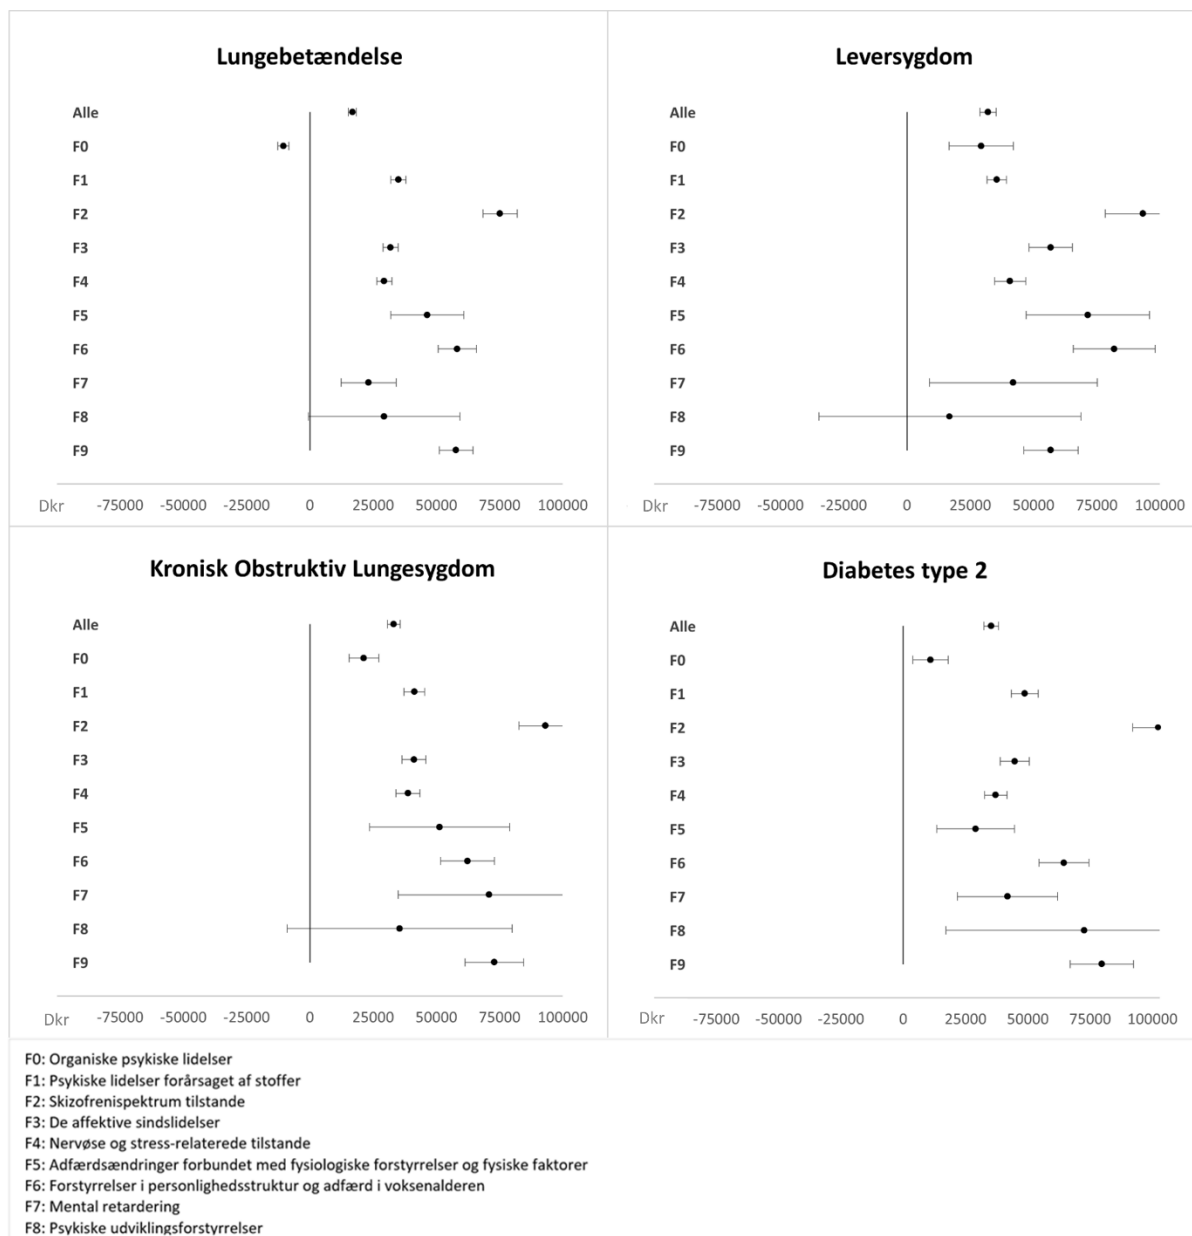 Lungebetændelse
Alle
F0
F1
F2
F3
F4
F5
F6
F7
F8
F9
Dkr -75000 -50000 -25000 0 25000 50000 75000 100000
Leversygdom
Alle
F0
F1
F2
F3
F4
F5
F6
F7
F8
F9
Dkr -75000 -50000 -25000 0 25000 50000 75000 100000
Kronisk Obstruktiv Lungesygdom
Alle
F0
F1
F2
F3
F4
F5
F6
F7
F8
F9
Dkr -75000 -50000 -25000 0 25000 50000 75000 100000
Diabetes type 2
Alle
F0
F1
F2
F3
F4
F5
F6
F7
F8
F9
Dkr -75000 -50000 -25000 0 25000 50000 75000 100000
F0: Organiske psykiske lidelser
F1: Psykiske lidelser forårsaget af stoffer
F2: Skizofrenispektrum tilstande
F3: De affektive sindslidelser
F4: Nervøse og stress-relaterede tilstande
F5: Adfærdsændringer forbundet med fysiologiske forstyrrelser og fysiske faktorer
F6: Forstyrrelser i personlighedsstruktur og adfærd i voksenalderen
F7: Mental retardering
F8: Psykiske udviklingsforstyrrelser